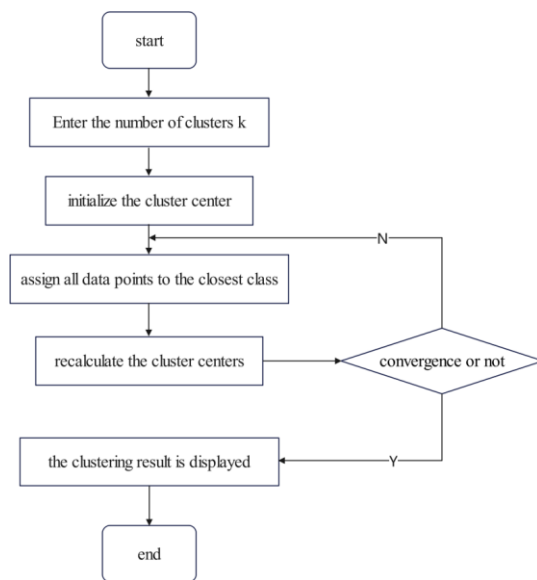 start
Enter the number of clusters k
initialize the cluster center
N
assign all data points to the closest class
recalculate the cluster centers
convergence or not
the clustering result is displayed
Y
end